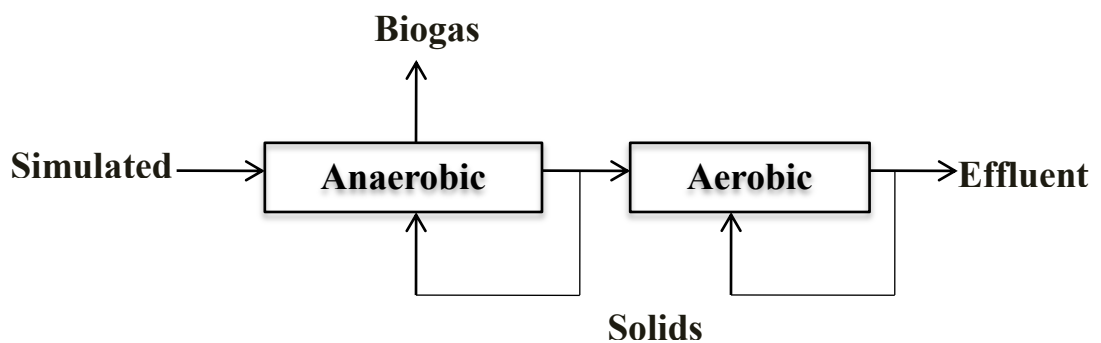 Biogas
Simulated
Anaerobic
Aerobic
Effluent
Solids